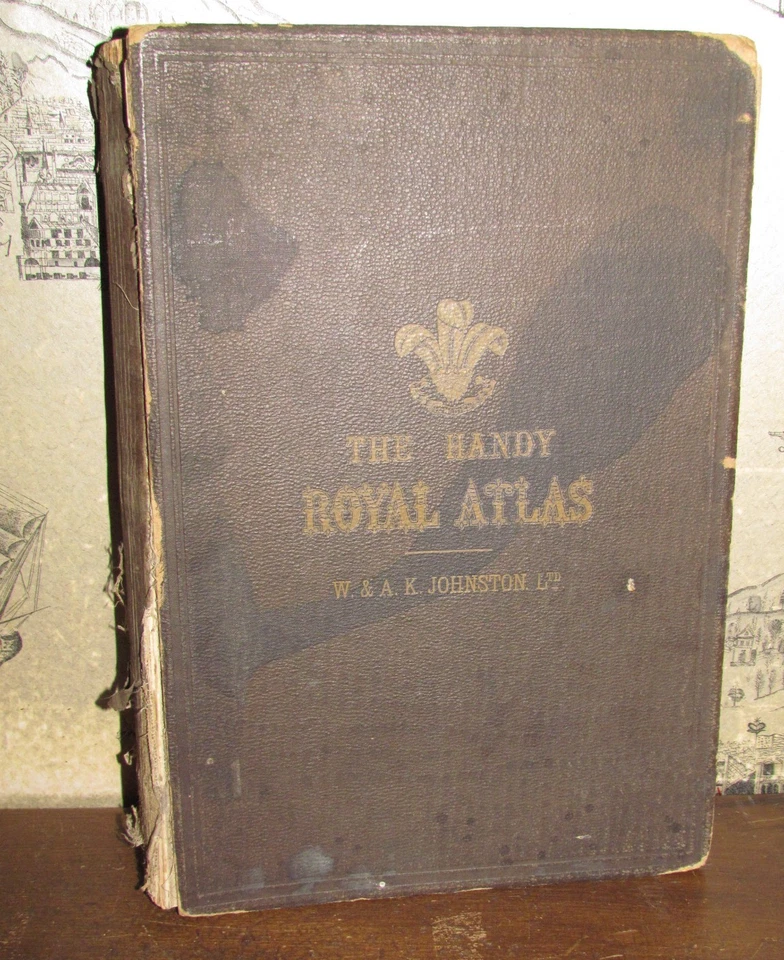 THE HANDY
ROYAL ATLAS
W. & A. K. JOHNSTON. LTD.